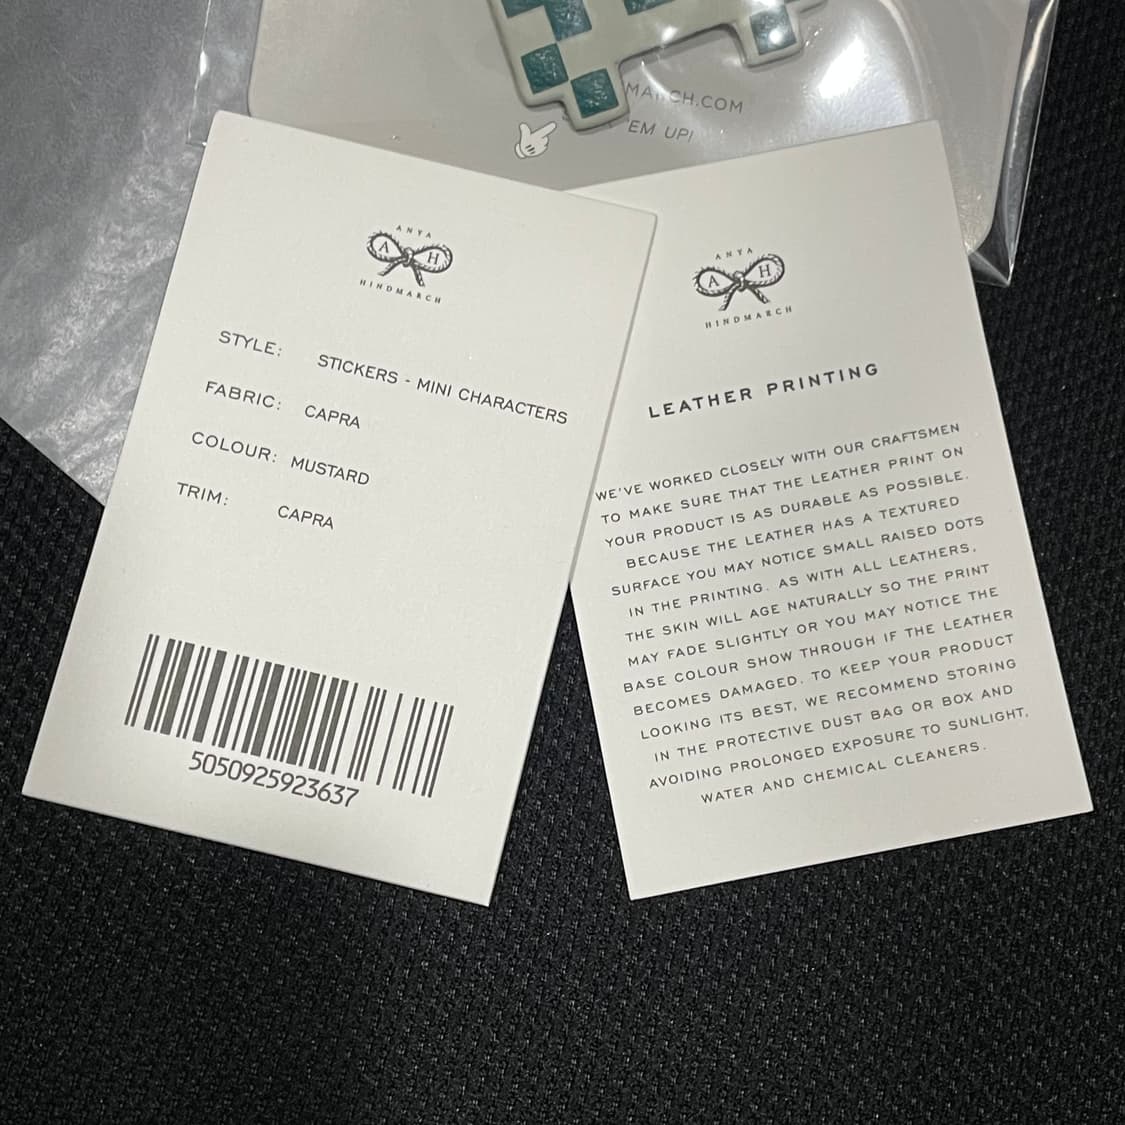 MARCH.COM
'EM UP!
ANYA
A H
HINDMARCH
STYLE: STICKERS - MINI CHARACTERS
FABRIC: CAPRA
COLOUR: MUSTARD
TRIM: CAPRA
5050925923637
ANYA
A H
HINDMARCH
LEATHER PRINTING
WE'VE WORKED CLOSELY WITH OUR CRAFTSMEN
TO MAKE SURE THAT THE LEATHER PRINT ON
YOUR PRODUCT IS AS DURABLE AS POSSIBLE.
BECAUSE THE LEATHER HAS A TEXTURED
SURFACE YOU MAY NOTICE SMALL RAISED DOTS
IN THE PRINTING. AS WITH ALL LEATHERS,
THE SKIN WILL AGE NATURALLY SO THE PRINT
MAY FADE SLIGHTLY OR YOU MAY NOTICE THE
BASE COLOUR SHOW THROUGH IF THE LEATHER
BECOMES DAMAGED. TO KEEP YOUR PRODUCT
LOOKING ITS BEST, WE RECOMMEND STORING
IN THE PROTECTIVE DUST BAG OR BOX AND
AVOIDING PROLONGED EXPOSURE TO SUNLIGHT,
WATER AND CHEMICAL CLEANERS.